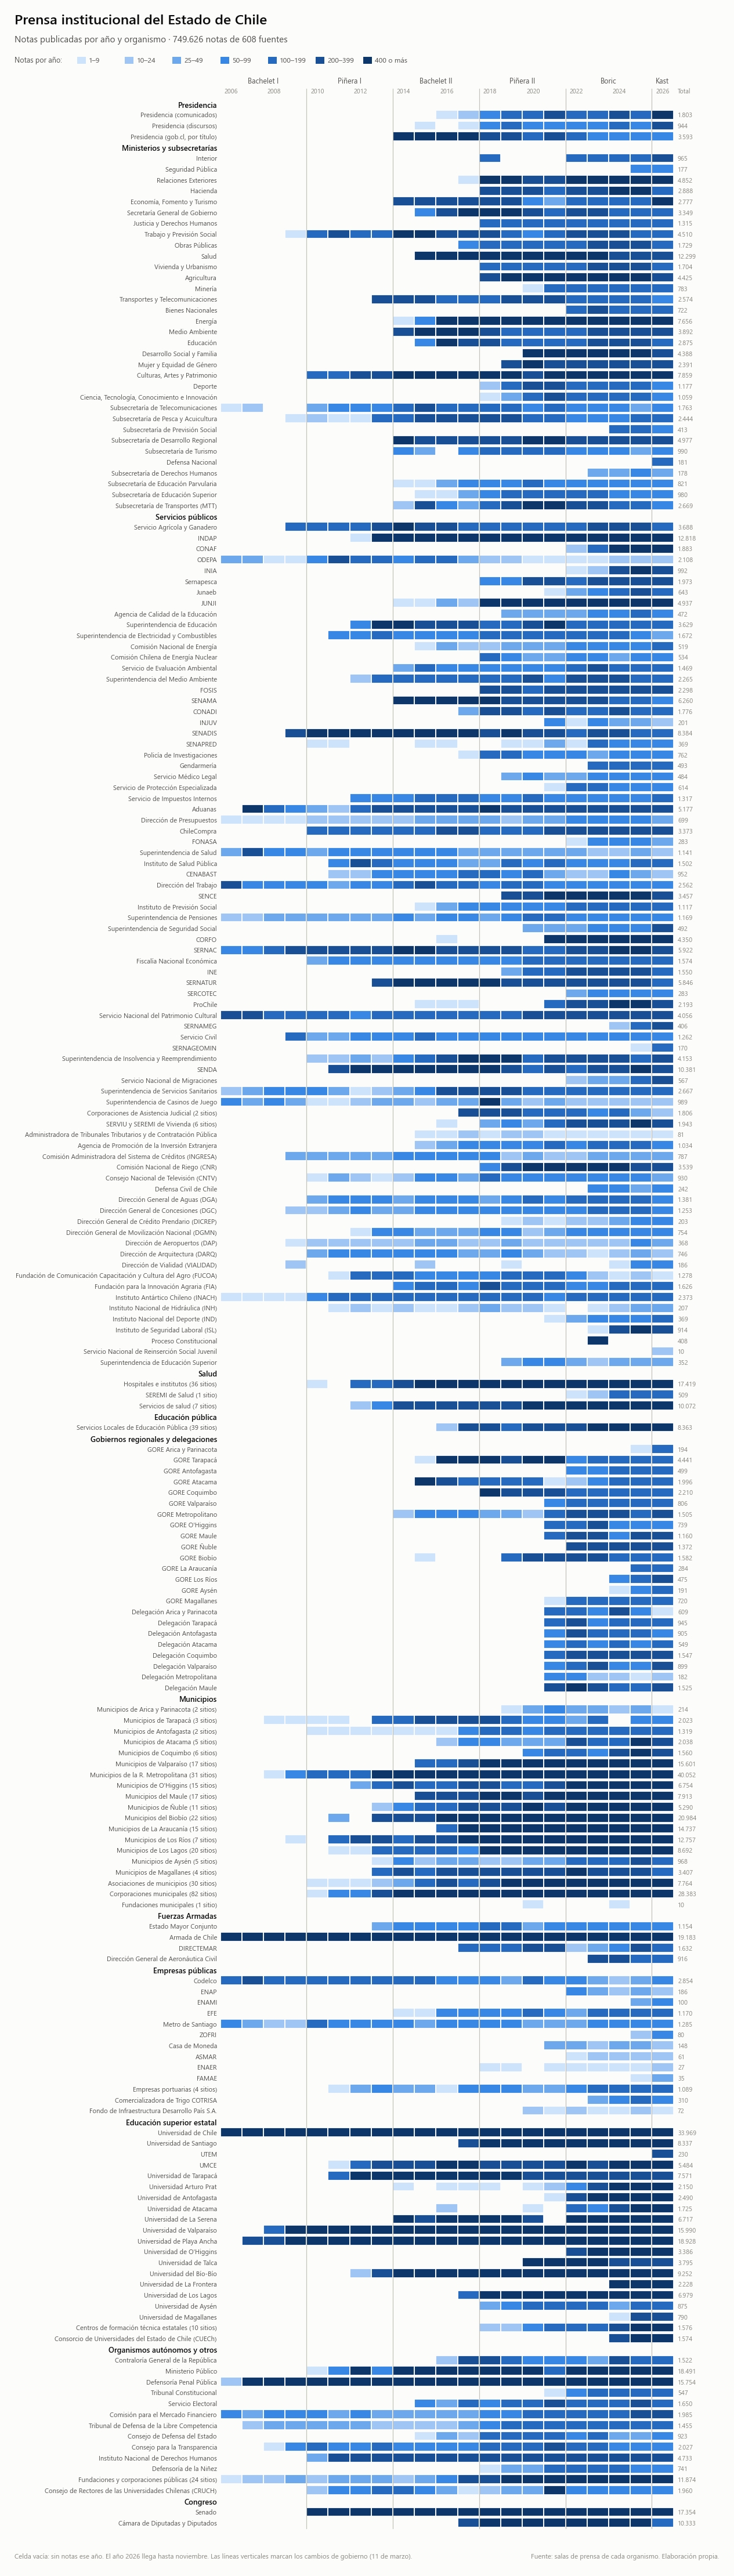 Prensa institucional del Estado de Chile
Notas publicadas por año y organismo · 749.626 notas de 608 fuentes
Notas por año: 1–9 10–24 25–49 50–99 100–199 200–399 400 o más
Bachelet I Piñera I Bachelet II Piñera II Boric Kast
2006 2008 2010 2012 2014 2016 2018 2020 2022 2024 2026 Total
Presidencia
Presidencia (comunicados) 1.803
Presidencia (discursos) 944
Presidencia (gob.cl, por título) 3.593
Ministerios y subsecretarías
Interior 965
Seguridad Pública 177
Relaciones Exteriores 4.852
Hacienda 2.888
Economía, Fomento y Turismo 2.777
Secretaría General de Gobierno 3.349
Justicia y Derechos Humanos 1.315
Trabajo y Previsión Social 4.510
Obras Públicas 1.729
Salud 12.299
Vivienda y Urbanismo 1.704
Agricultura 4.425
Minería 783
Transportes y Telecomunicaciones 2.574
Bienes Nacionales 722
Energía 7.656
Medio Ambiente 3.892
Educación 2.875
Desarrollo Social y Familia 4.388
Mujer y Equidad de Género 2.391
Culturas, Artes y Patrimonio 7.859
Deporte 1.177
Ciencia, Tecnología, Conocimiento e Innovación 1.059
Subsecretaría de Telecomunicaciones 1.763
Subsecretaría de Pesca y Acuicultura 2.444
Subsecretaría de Previsión Social 413
Subsecretaría de Desarrollo Regional 4.977
Subsecretaría de Turismo 990
Defensa Nacional 181
Subsecretaría de Derechos Humanos 178
Subsecretaría de Educación Parvularia 821
Subsecretaría de Educación Superior 980
Subsecretaría de Transportes (MTT) 2.669
Servicios públicos
Servicio Agrícola y Ganadero 3.688
INDAP 12.818
CONAF 1.883
ODEPA 2.108
INIA 992
Sernapesca 1.973
Junaeb 643
JUNJI 4.937
Agencia de Calidad de la Educación 472
Superintendencia de Educación 3.629
Superintendencia de Electricidad y Combustibles 1.672
Comisión Nacional de Energía 519
Comisión Chilena de Energía Nuclear 534
Servicio de Evaluación Ambiental 1.469
Superintendencia del Medio Ambiente 2.265
FOSIS 2.298
SENAMA 6.260
CONADI 1.776
INJUV 201
SENADIS 8.384
SENAPRED 369
Policía de Investigaciones 762
Gendarmería 493
Servicio Médico Legal 484
Servicio de Protección Especializada 614
Servicio de Impuestos Internos 1.317
Aduanas 5.177
Dirección de Presupuestos 699
ChileCompra 3.373
FONASA 283
Superintendencia de Salud 1.141
Instituto de Salud Pública 1.502
CENABAST 952
Dirección del Trabajo 2.562
SENCE 3.457
Instituto de Previsión Social 1.117
Superintendencia de Pensiones 1.169
Superintendencia de Seguridad Social 492
CORFO 4.350
SERNAC 5.922
Fiscalía Nacional Económica 1.574
INE 1.550
SERNATUR 5.846
SERCOTEC 283
ProChile 2.193
Servicio Nacional del Patrimonio Cultural 4.056
SERNAMEG 406
Servicio Civil 1.262
SERNAGEOMIN 170
Superintendencia de Insolvencia y Reemprendimiento 4.153
SENDA 10.381
Servicio Nacional de Migraciones 567
Superintendencia de Servicios Sanitarios 2.667
Superintendencia de Casinos de Juego 989
Corporaciones de Asistencia Judicial (2 sitios) 1.806
SERVIU y SEREMI de Vivienda (6 sitios) 1.943
Administradora de Tribunales Tributarios y de Contratación Pública 81
Agencia de Promoción de la Inversión Extranjera 1.034
Comisión Administradora del Sistema de Créditos (INGRESA) 787
Comisión Nacional de Riego (CNR) 3.539
Consejo Nacional de Televisión (CNTV) 930
Defensa Civil de Chile 242
Dirección General de Aguas (DGA) 1.381
Dirección General de Concesiones (DGC) 1.253
Dirección General de Crédito Prendario (DICREP) 203
Dirección General de Movilización Nacional (DGMN) 754
Dirección de Aeropuertos (DAP) 368
Dirección de Arquitectura (DARQ) 746
Dirección de Vialidad (VIALIDAD) 186
Fundación de Comunicación Capacitación y Cultura del Agro (FUCOA) 1.278
Fundación para la Innovación Agraria (FIA) 1.626
Instituto Antártico Chileno (INACH) 2.373
Instituto Nacional de Hidráulica (INH) 207
Instituto Nacional del Deporte (IND) 369
Instituto de Seguridad Laboral (ISL) 914
Proceso Constitucional 408
Servicio Nacional de Reinserción Social Juvenil 10
Superintendencia de Educación Superior 352
Salud
Hospitales e institutos (36 sitios) 17.419
SEREMI de Salud (1 sitio) 509
Servicios de salud (7 sitios) 10.072
Educación pública
Servicios Locales de Educación Pública (39 sitios) 8.363
Gobiernos regionales y delegaciones
GORE Arica y Parinacota 194
GORE Tarapacá 4.441
GORE Antofagasta 499
GORE Atacama 1.996
GORE Coquimbo 2.210
GORE Valparaíso 806
GORE Metropolitano 1.505
GORE O'Higgins 739
GORE Maule 1.160
GORE Ñuble 1.372
GORE Biobío 1.582
GORE La Araucanía 284
GORE Los Ríos 475
GORE Aysén 191
GORE Magallanes 720
Delegación Arica y Parinacota 609
Delegación Tarapacá 945
Delegación Antofagasta 905
Delegación Atacama 549
Delegación Coquimbo 1.547
Delegación Valparaíso 899
Delegación Metropolitana 182
Delegación Maule 1.525
Municipios
Municipios de Arica y Parinacota (2 sitios) 214
Municipios de Tarapacá (3 sitios) 2.023
Municipios de Antofagasta (2 sitios) 1.319
Municipios de Atacama (5 sitios) 2.038
Municipios de Coquimbo (6 sitios) 1.560
Municipios de Valparaíso (17 sitios) 15.601
Municipios de la R. Metropolitana (31 sitios) 40.052
Municipios de O'Higgins (15 sitios) 6.754
Municipios del Maule (17 sitios) 7.913
Municipios de Ñuble (11 sitios) 5.290
Municipios del Biobío (22 sitios) 20.984
Municipios de La Araucanía (15 sitios) 14.737
Municipios de Los Ríos (7 sitios) 12.757
Municipios de Los Lagos (20 sitios) 8.692
Municipios de Aysén (5 sitios) 968
Municipios de Magallanes (4 sitios) 3.407
Asociaciones de municipios (30 sitios) 7.764
Corporaciones municipales (82 sitios) 28.383
Fundaciones municipales (1 sitio) 10
Fuerzas Armadas
Estado Mayor Conjunto 1.154
Armada de Chile 19.183
DIRECTEMAR 1.632
Dirección General de Aeronáutica Civil 916
Empresas públicas
Codelco 2.854
ENAP 186
ENAMI 100
EFE 1.170
Metro de Santiago 1.285
ZOFRI 80
Casa de Moneda 148
ASMAR 61
ENAER 27
FAMAE 35
Empresas portuarias (4 sitios) 1.089
Comercializadora de Trigo COTRISA 310
Fondo de Infraestructura Desarrollo País S.A. 72
Educación superior estatal
Universidad de Chile 33.969
Universidad de Santiago 8.337
UTEM 230
UMCE 5.484
Universidad de Tarapacá 7.571
Universidad Arturo Prat 2.150
Universidad de Antofagasta 2.490
Universidad de Atacama 1.725
Universidad de La Serena 6.717
Universidad de Valparaíso 15.990
Universidad de Playa Ancha 18.928
Universidad de O'Higgins 3.386
Universidad de Talca 3.795
Universidad del Bío-Bío 9.252
Universidad de La Frontera 2.228
Universidad de Los Lagos 6.979
Universidad de Aysén 875
Universidad de Magallanes 790
Centros de formación técnica estatales (10 sitios) 1.576
Consorcio de Universidades del Estado de Chile (CUECh) 1.574
Organismos autónomos y otros
Contraloría General de la República 1.522
Ministerio Público 18.491
Defensoría Penal Pública 15.754
Tribunal Constitucional 547
Servicio Electoral 1.650
Comisión para el Mercado Financiero 1.985
Tribunal de Defensa de la Libre Competencia 1.455
Consejo de Defensa del Estado 923
Consejo para la Transparencia 2.027
Instituto Nacional de Derechos Humanos 4.733
Defensoría de la Niñez 741
Fundaciones y corporaciones públicas (24 sitios) 11.874
Consejo de Rectores de las Universidades Chilenas (CRUCH) 1.960
Congreso
Senado 17.354
Cámara de Diputadas y Diputados 10.333
Celda vacía: sin notas ese año. El año 2026 llega hasta noviembre. Las líneas verticales marcan los cambios de gobierno (11 de marzo) Fuente: salas de prensa de cada organismo. Elaboración propia